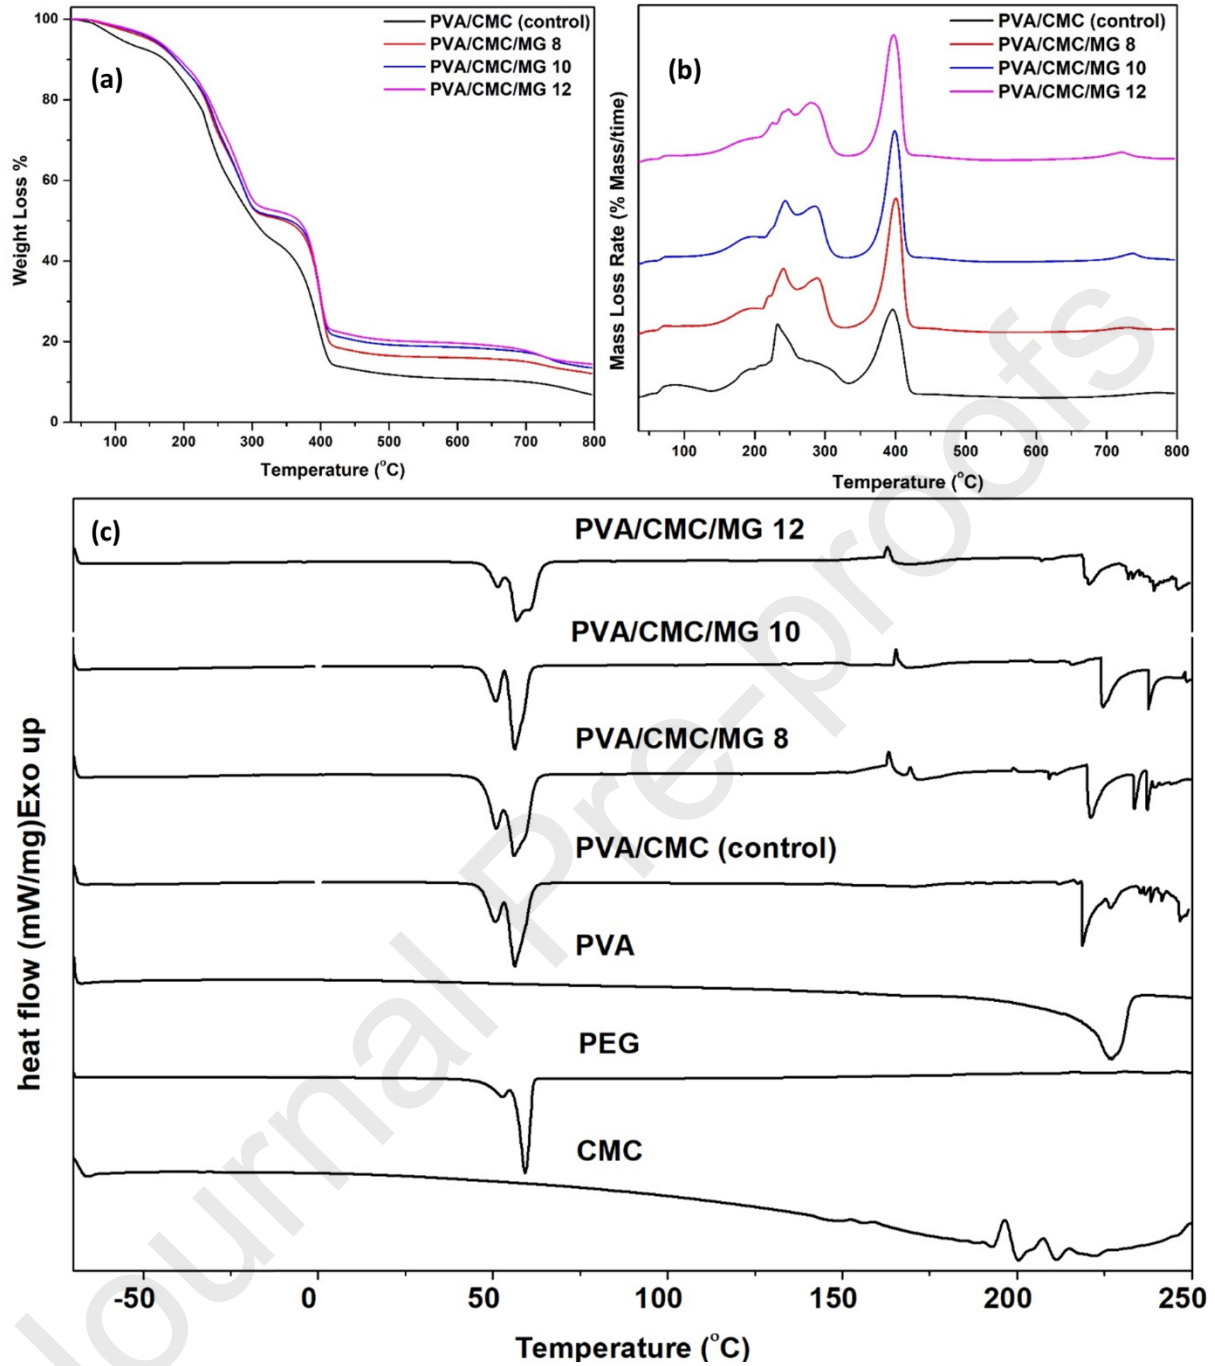 (a)
PVA/CMC (control)
PVA/CMC/MG 8
PVA/CMC/MG 10
PVA/CMC/MG 12
100
80
60
40
20
0
Weight Loss %
100 200 300 400 500 600 700 800
Temperature (°C)
(b)
PVA/CMC (control)
PVA/CMC/MG 8
PVA/CMC/MG 10
PVA/CMC/MG 12
Mass Loss Rate (% Mass/time)
100 200 300 400 500 600 700 800
Temperature (°C)
(c)
PVA/CMC/MG 12
PVA/CMC/MG 10
PVA/CMC/MG 8
PVA/CMC (control)
PVA
PEG
CMC
heat flow (mW/mg)Exo up
-50 0 50 100 150 200 250
Temperature (°C)
Journal Pre-proofs